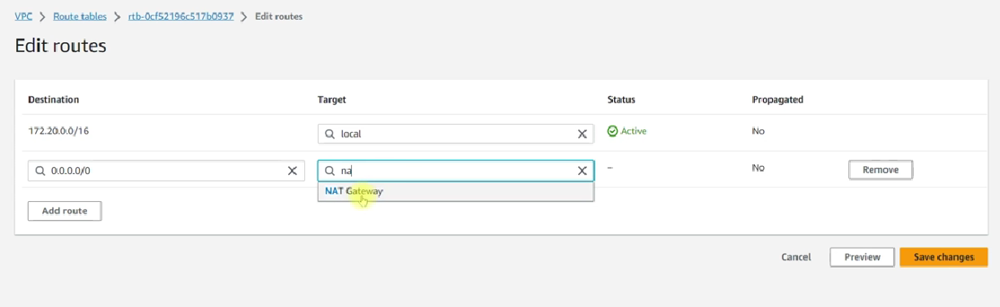 VPC > Route tables > rtb-0cf52196c517b0937 > Edit routes
Edit routes
Destination Target Status Propagated
172.20.0.0/16 local Active No
0.0.0.0/0 na – No Remove
NAT Gateway
Add route
Cancel Preview Save changes